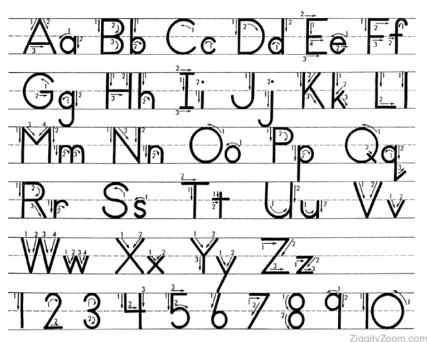 Aa Bb Cc Dd Ee Ff
Gg Hh Ii Jj Kk Ll
Mm Nn Oo Pp Qq
Rr Ss Tt Uu Vv
Ww Xx Yy Zz
1 2 3 4 5 6 7 8 9 10
ZiggityZoom.com